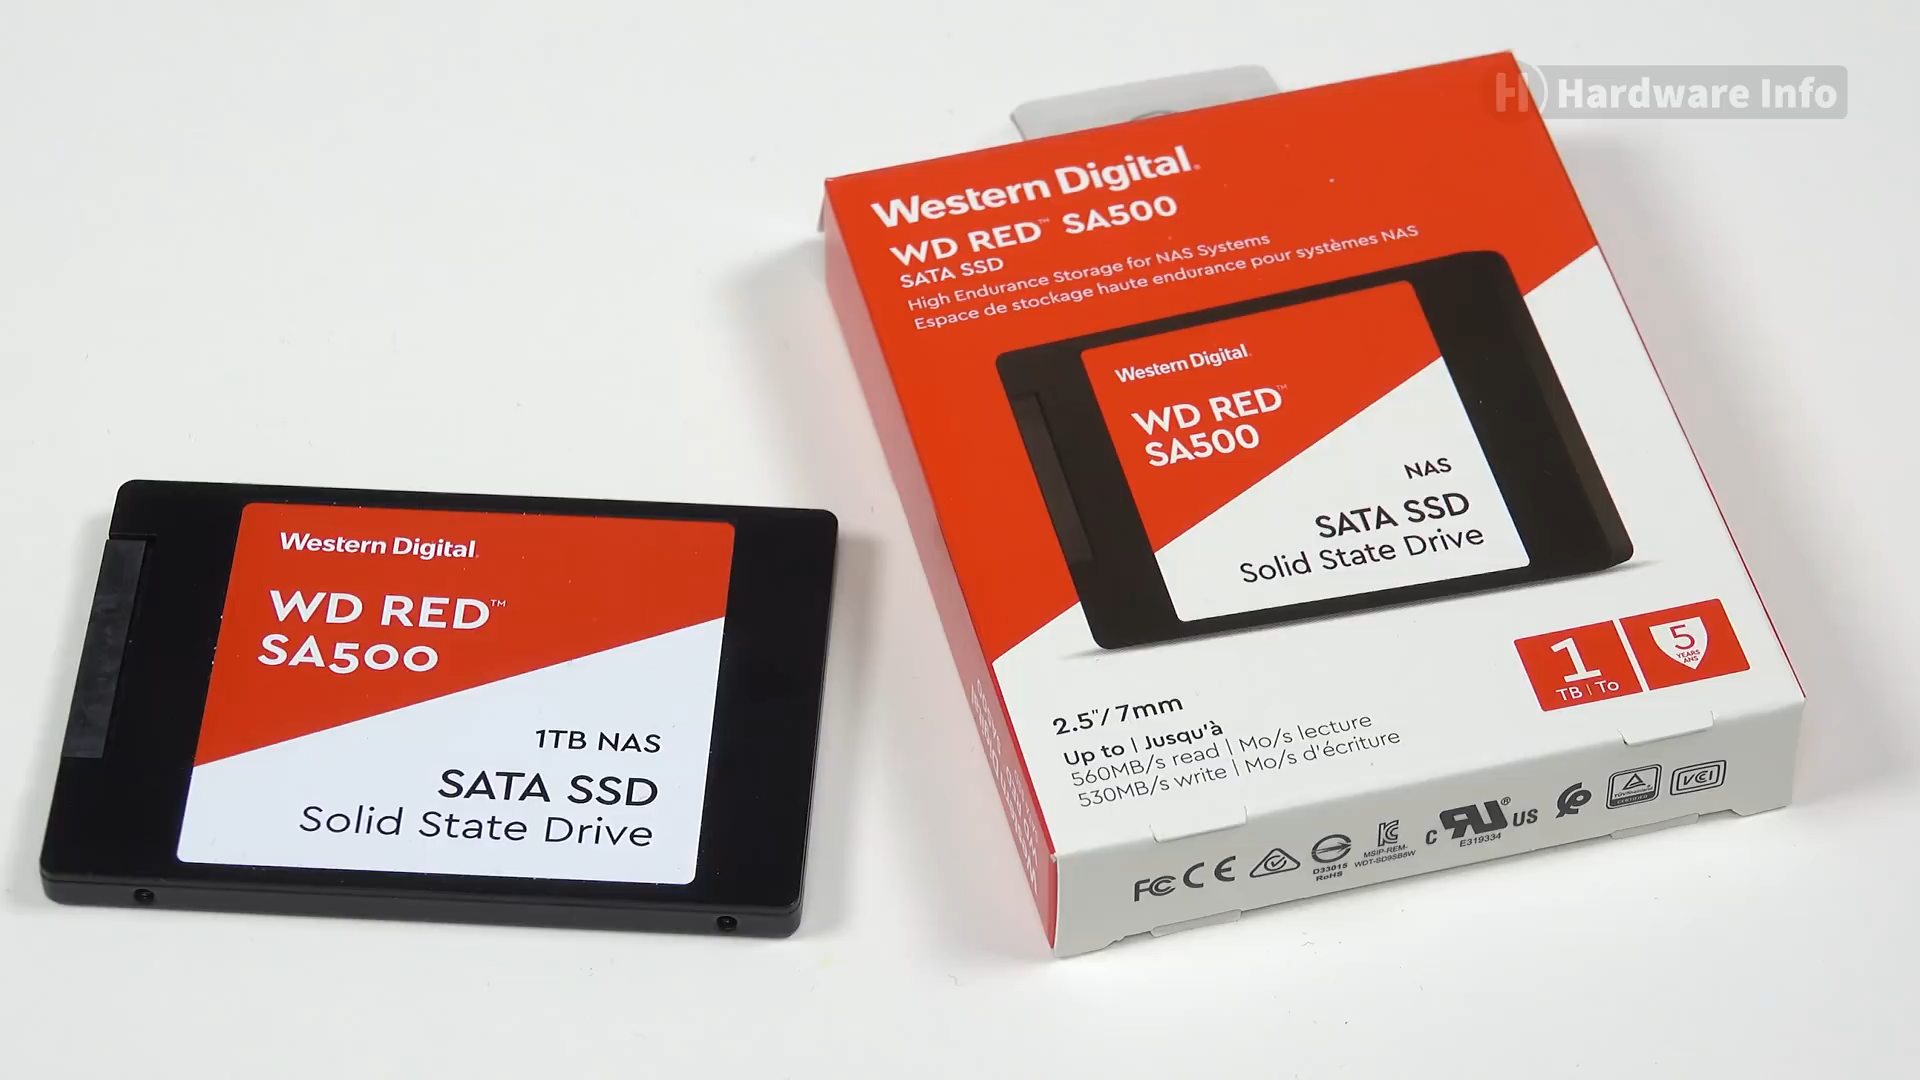 Hardware Info
Western Digital.
WD RED™ SA500
SATA SSD
High Endurance Storage for NAS Systems
Espace de stockage haute endurance pour systèmes NAS
Western Digital.
WD RED™
SA500
NAS
SATA SSD
Solid State Drive
1
TB | To
5
YEARS
ANS
2.5"/7mm
Up to | Jusqu'à
560MB/s read | Mo/s lecture
530MB/s write | Mo/s d'écriture
FC CE
D33015
RoHS
MSIP-REM-
WDT-SD9SB8W
C US
E319334
VCI
Western Digital.
WD RED™
SA500
1TB NAS
SATA SSD
Solid State Drive